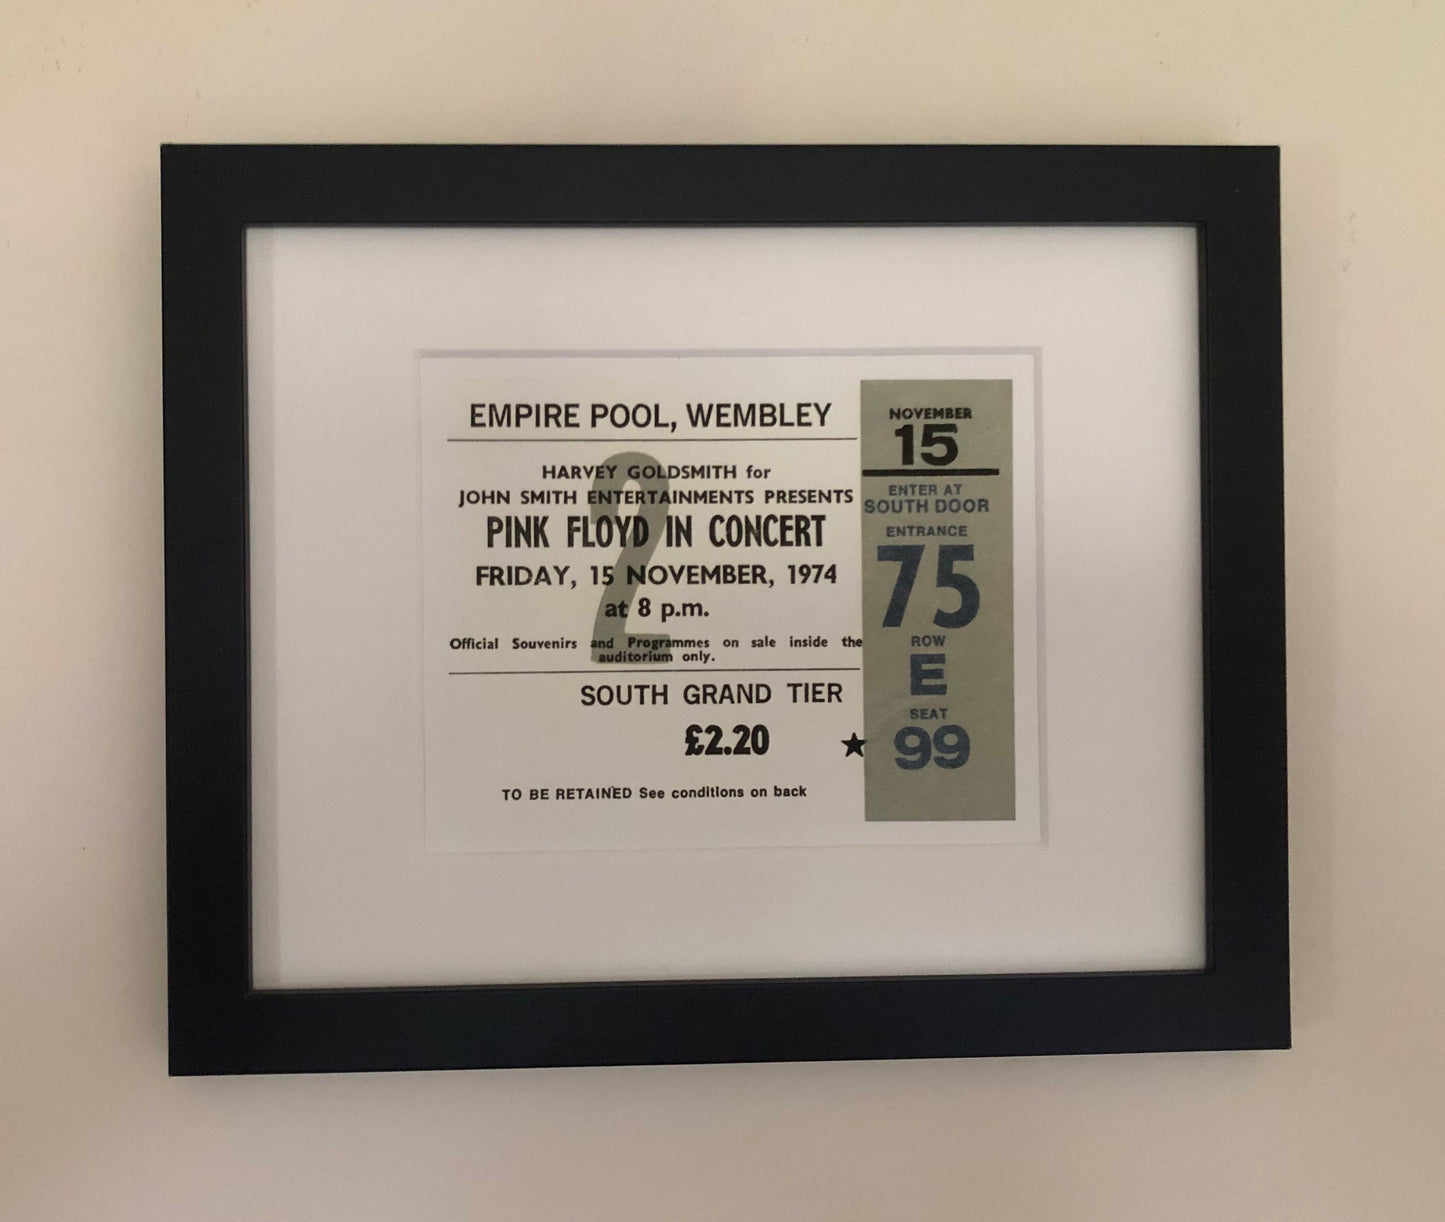 EMPIRE POOL, WEMBLEY
2
HARVEY GOLDSMITH for
JOHN SMITH ENTERTAINMENTS PRESENTS
PINK FLOYD IN CONCERT
FRIDAY, 15 NOVEMBER, 1974
at 8 p.m.
Official Souvenirs and Programmes on sale inside the
auditorium only.
SOUTH GRAND TIER
£2.20 ★
TO BE RETAINED See conditions on back
NOVEMBER
15
ENTER AT
SOUTH DOOR
ENTRANCE
75
ROW
E
SEAT
99